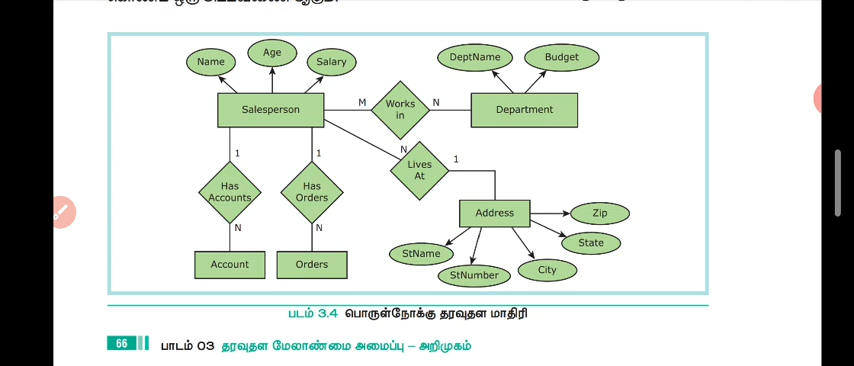 Age
Name
Salary
DeptName
Budget
Salesperson
M
Works
in
N
Department
1
1
N
Lives
At
1
Has
Accounts
Has
Orders
N
N
Address
Zip
State
StName
City
StNumber
Account
Orders
படம் 3.4 பொருள்நோக்கு தரவுதள மாதிரி
66 பாடம் 03 தரவுதள மேலாண்மை அமைப்பு – அறிமுகம்